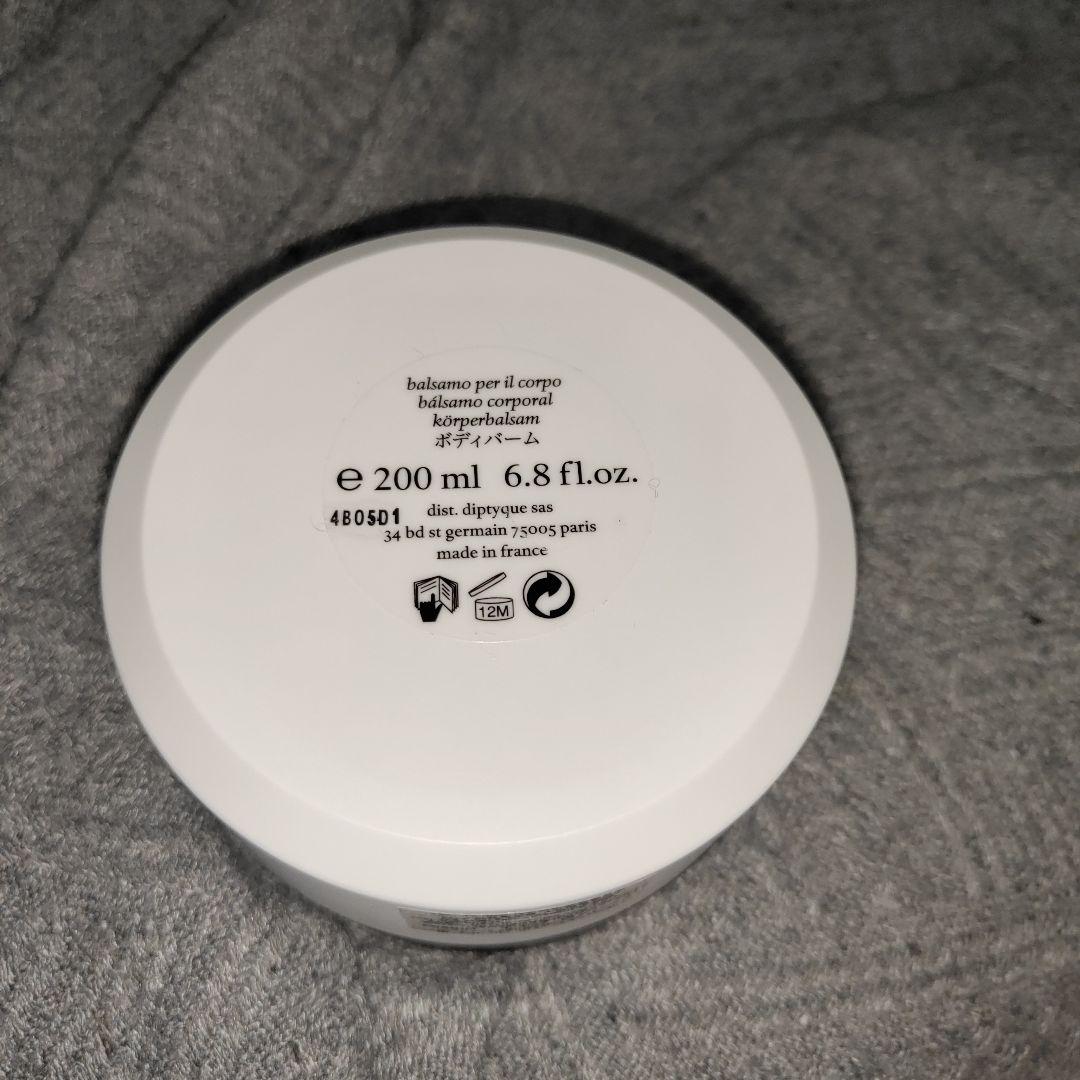 balsamo per il corpo
bálsamo corporal
körperbalsam
ボディバーム
℮ 200 ml 6.8 fl.oz.
4B05D1
dist. diptyque sas
34 bd st germain 75005 paris
made in france
12M